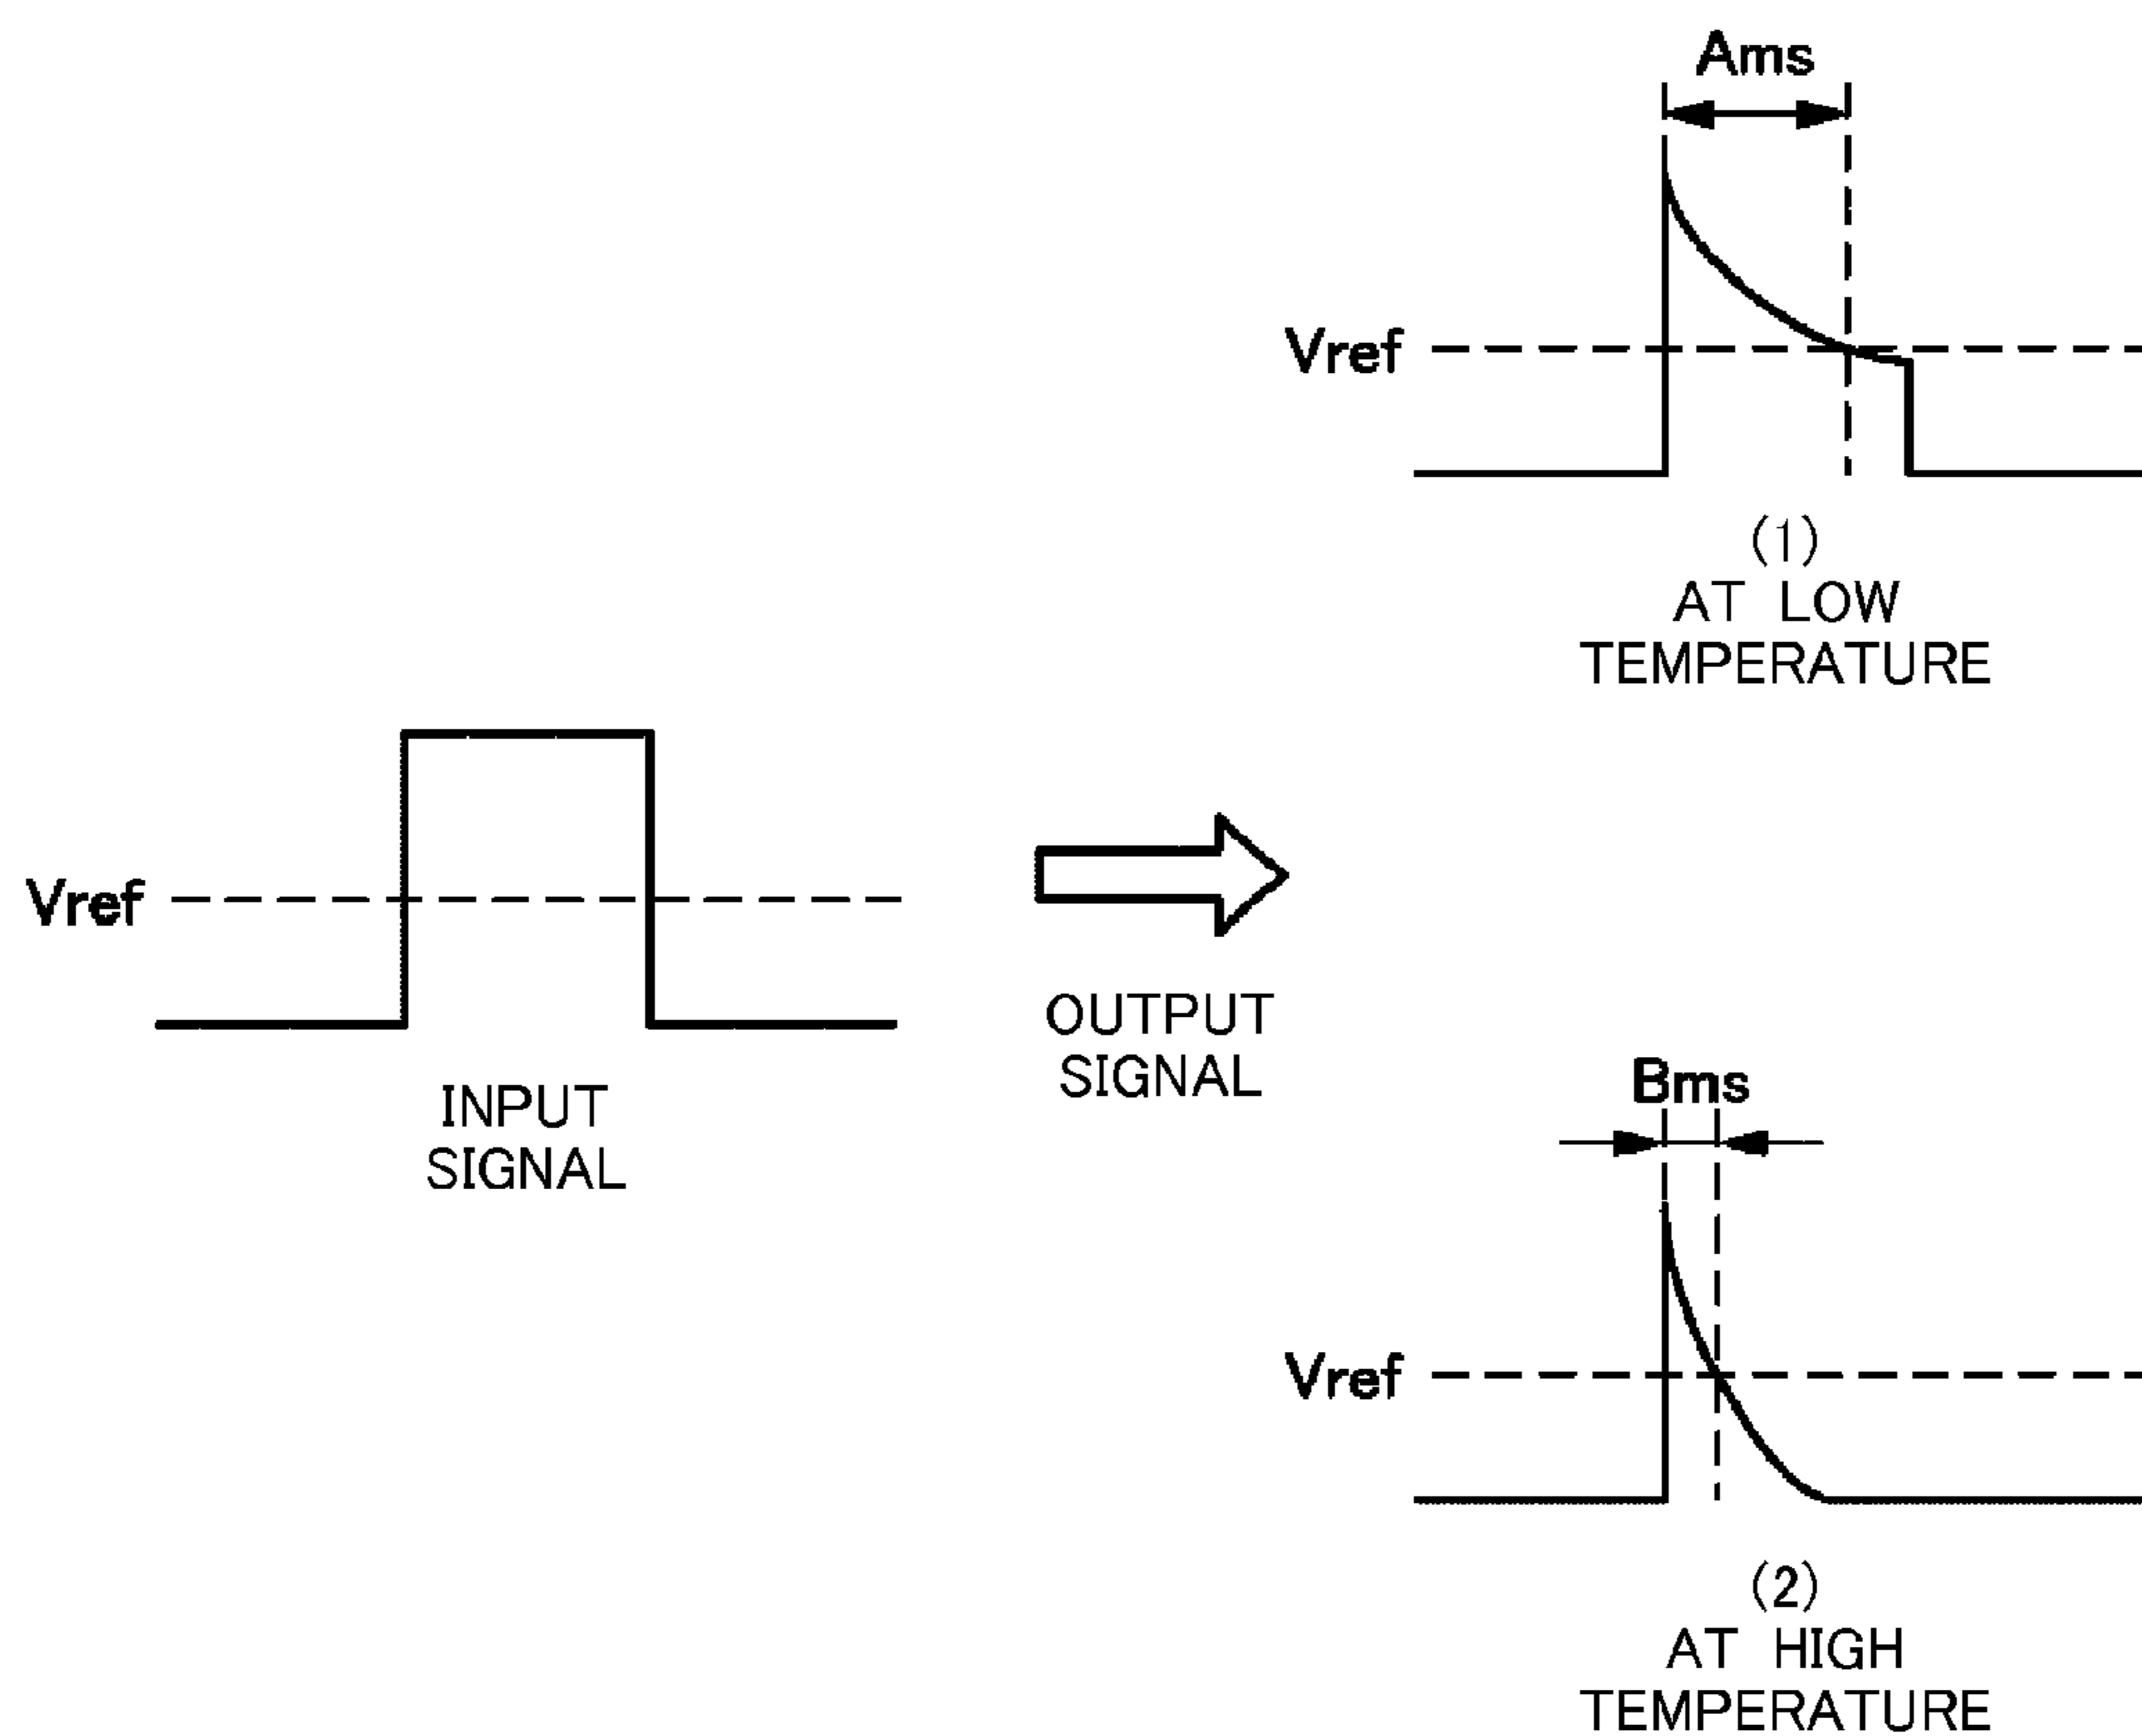 Ams
Vref
(1)
AT LOW
TEMPERATURE
Vref
INPUT
SIGNAL
OUTPUT
SIGNAL
Bms
Vref
(2)
AT HIGH
TEMPERATURE